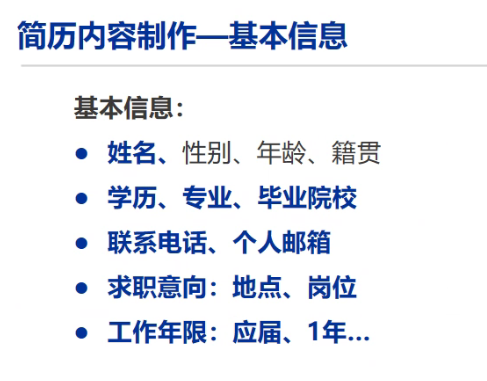 简历内容制作—基本信息
基本信息：
● 姓名、性别、年龄、籍贯
● 学历、专业、毕业院校
● 联系电话、个人邮箱
● 求职意向：地点、岗位
● 工作年限：应届、1年...